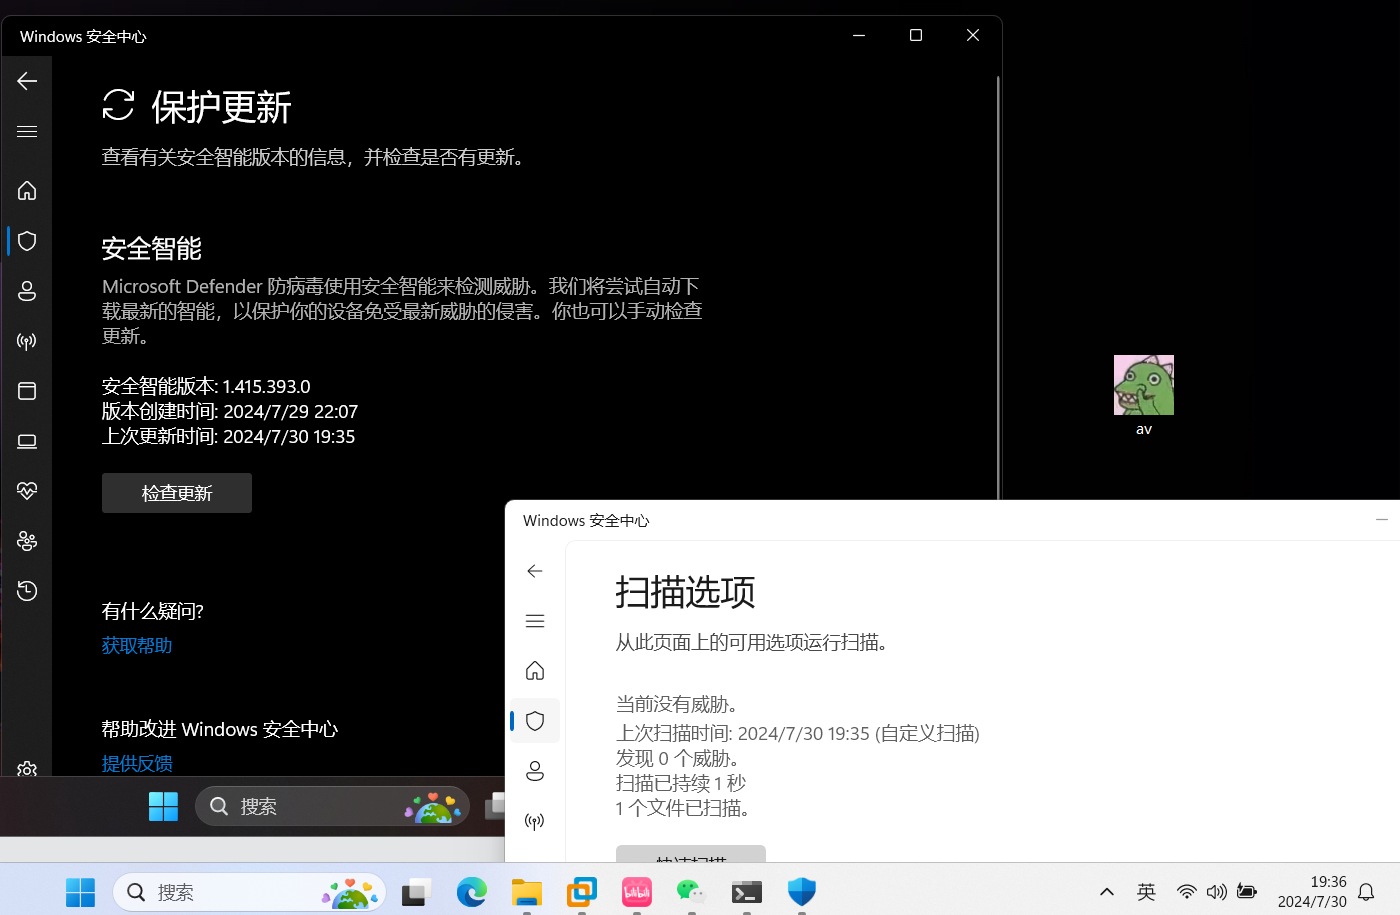 Windows 安全中心
保护更新
查看有关安全智能版本的信息，并检查是否有更新。
安全智能
Microsoft Defender 防病毒使用安全智能来检测威胁。我们将尝试自动下
载最新的智能，以保护你的设备免受最新威胁的侵害。你也可以手动检查
更新。
安全智能版本: 1.415.393.0
版本创建时间: 2024/7/29 22:07
上次更新时间: 2024/7/30 19:35
检查更新
有什么疑问?
获取帮助
帮助改进 Windows 安全中心
提供反馈
搜索
av
Windows 安全中心
扫描选项
从此页面上的可用选项运行扫描。
当前没有威胁。
上次扫描时间: 2024/7/30 19:35 (自定义扫描)
发现 0 个威胁。
扫描已持续 1 秒
1 个文件已扫描。
快速扫描
搜索
bilibili
英
19:36
2024/7/30